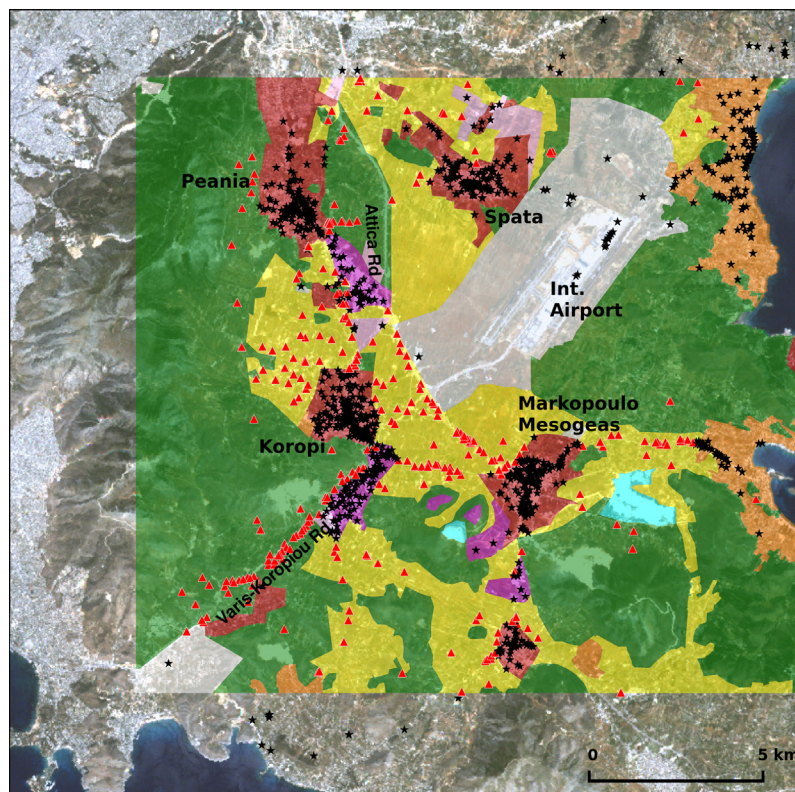 Peania
Attica Rd
Spata
Int.
Airport
Markopoulo
Mesogeas
Koropi
Varis-Koropiou Rd
0
5 km